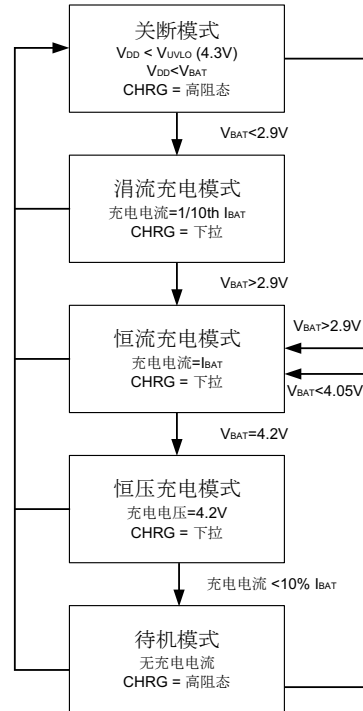 关断模式
VDD < VUVLO (4.3V)
VDD<VBAT
CHRG = 高阻态
VBAT<2.9V
涓流充电模式
充电电流=1/10th IBAT
CHRG = 下拉
VBAT>2.9V
恒流充电模式
充电电流=IBAT
CHRG = 下拉
VBAT>2.9V
VBAT<4.05V
VBAT=4.2V
恒压充电模式
充电电压=4.2V
CHRG = 下拉
充电电流 <10% IBAT
待机模式
无充电电流
CHRG = 高阻态